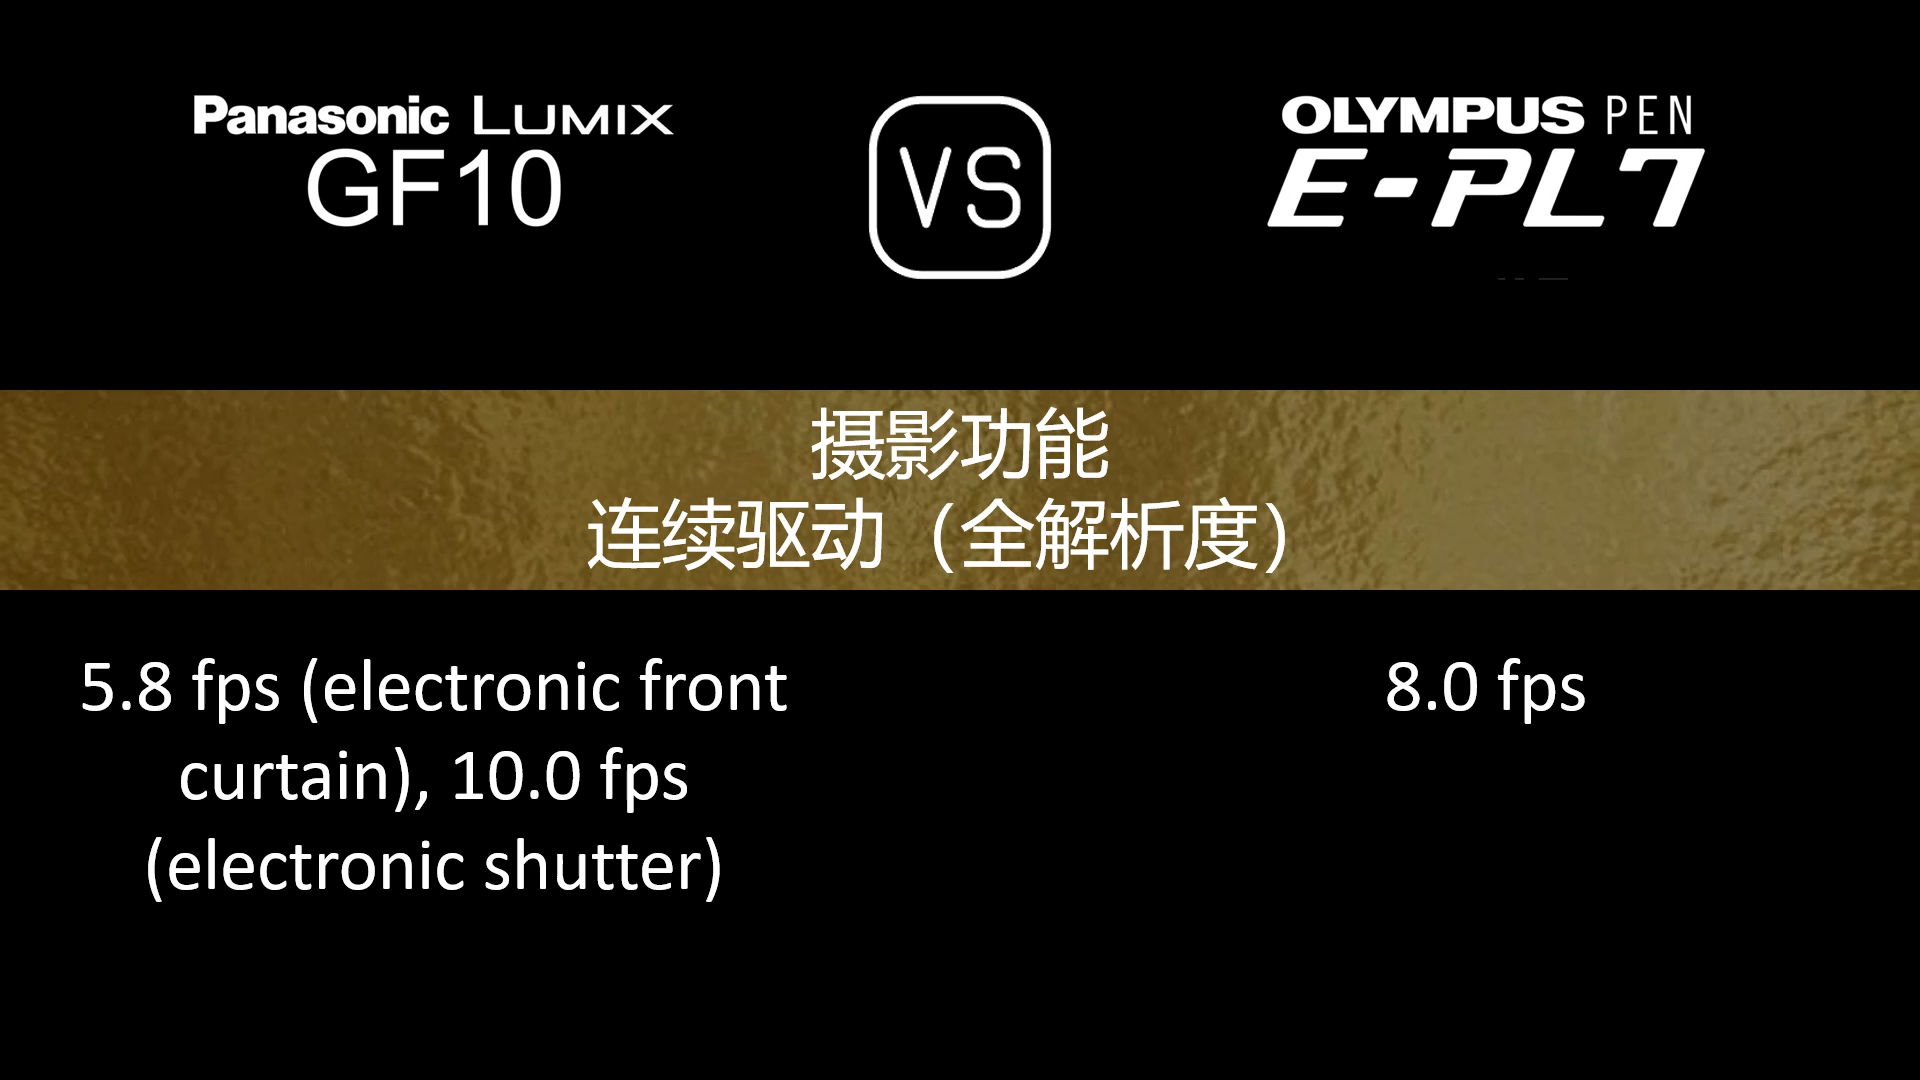 Panasonic LUMIX
GF10
VS
OLYMPUS PEN
E-PL7
摄影功能
连续驱动（全解析度）
5.8 fps (electronic front
curtain), 10.0 fps
(electronic shutter)
8.0 fps